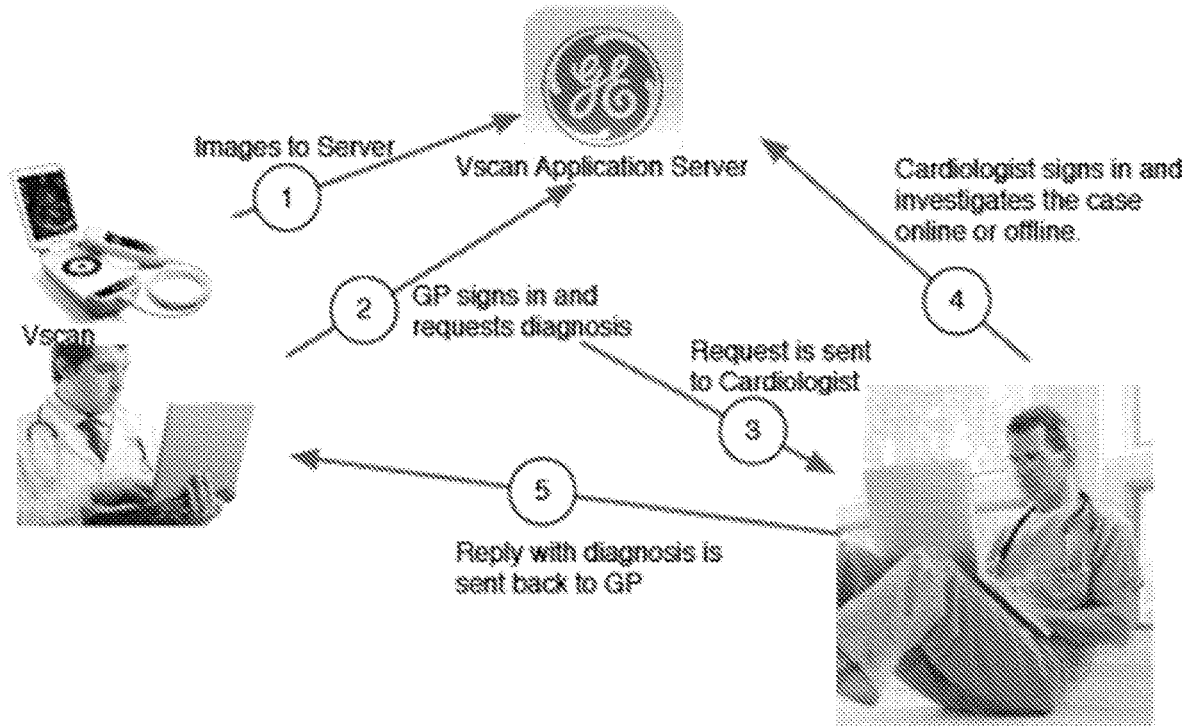 GE
Images to Server
1
Vscan Application Server
Cardiologist signs in and
investigates the case
online or offline.
Vscan
2
GP signs in and
requests diagnosis
4
Request is sent
to Cardiologist
3
5
Reply with diagnosis is
sent back to GP